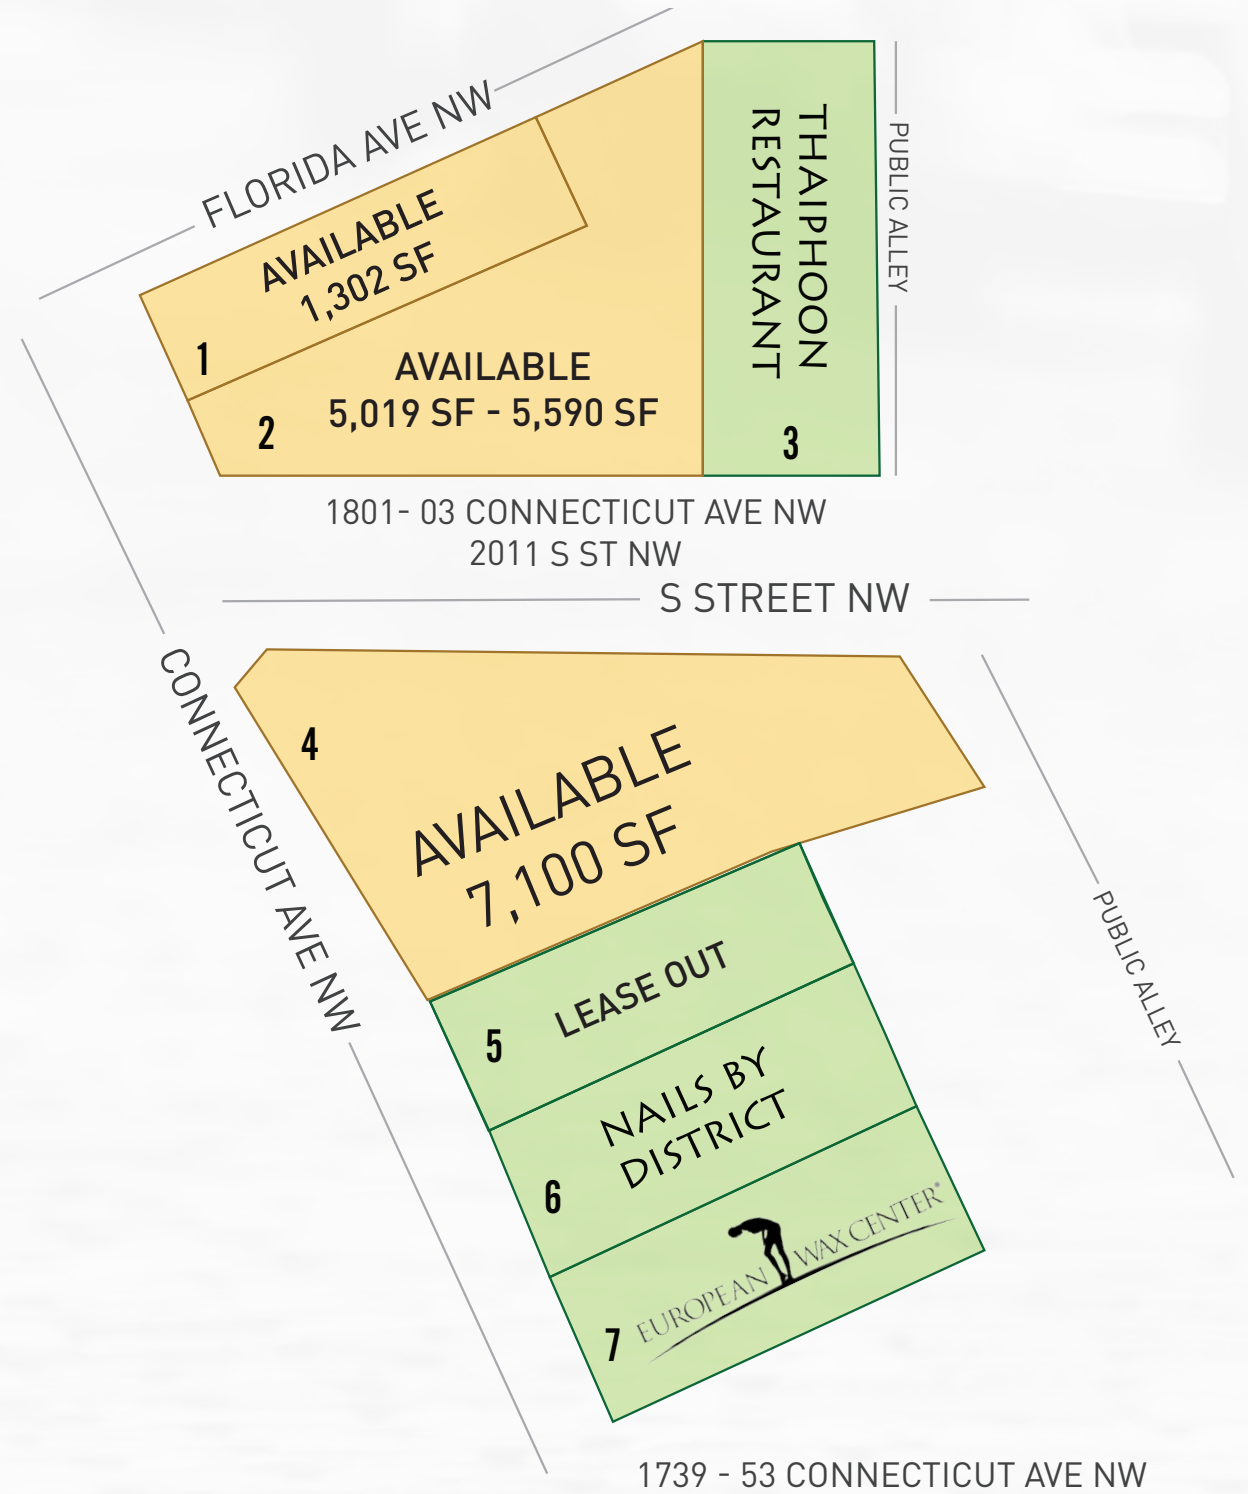 FLORIDA AVE NW
AVAILABLE
1,302 SF
1
AVAILABLE
5,019 SF - 5,590 SF
2
THAIPHOON
RESTAURANT
3
PUBLIC ALLEY
1801- 03 CONNECTICUT AVE NW
2011 S ST NW
S STREET NW
CONNECTICUT AVE NW
4
AVAILABLE
7,100 SF
PUBLIC ALLEY
5
LEASE OUT
6
NAILS BY
DISTRICT
7
EUROPEAN WAX CENTER®
1739 - 53 CONNECTICUT AVE NW